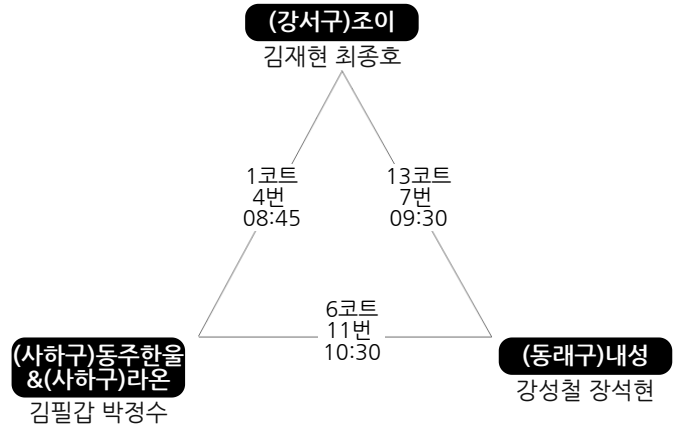 (강서구)조이
김재현 최종호
1코트
4번
08:45
13코트
7번
09:30
6코트
11번
10:30
(사하구)동주한울
&(사하구)라온
김필갑 박정수
(동래구)내성
강성철 장석현